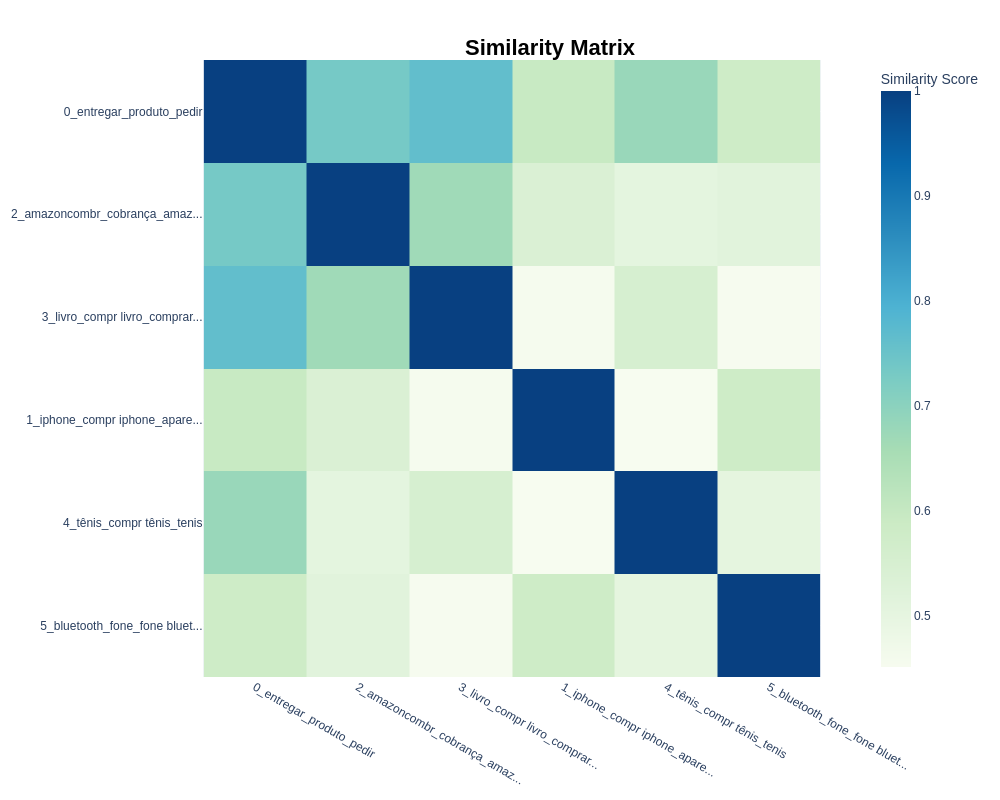 Similarity Matrix
Similarity Score
1
0.9
0.8
0.7
0.6
0.5
0_entregar_produto_pedir
2_amazoncombr_cobrança_amaz...
3_livro_compr livro_comprar...
1_iphone_compr iphone_apare...
4_tênis_compr tênis_tenis
5_bluetooth_fone_fone bluet...
0_entregar_produto_pedir
2_amazoncombr_cobrança_amaz...
3_livro_compr livro_comprar...
1_iphone_compr iphone_apare...
4_tênis_compr tênis_tenis
5_bluetooth_fone_fone bluet...